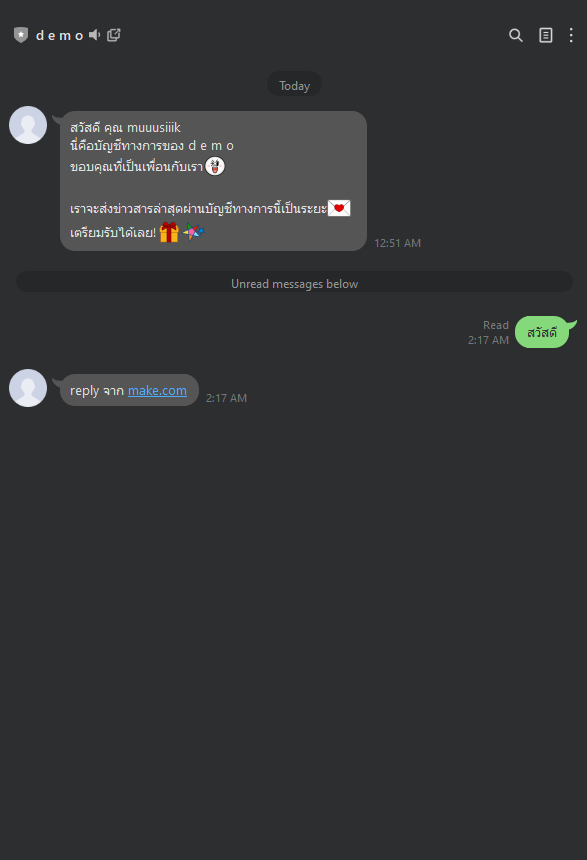 d e m o
Today
สวัสดี คุณ muuusiiik
นี่คือบัญชีทางการของ d e m o
ขอบคุณที่เป็นเพื่อนกับเรา
เราจะส่งข่าวสารล่าสุดผ่านบัญชีทางการนี้เป็นระยะ
เตรียมรับได้เลย!
12:51 AM
Unread messages below
Read
2:17 AM
สวัสดี
reply จาก make.com
2:17 AM